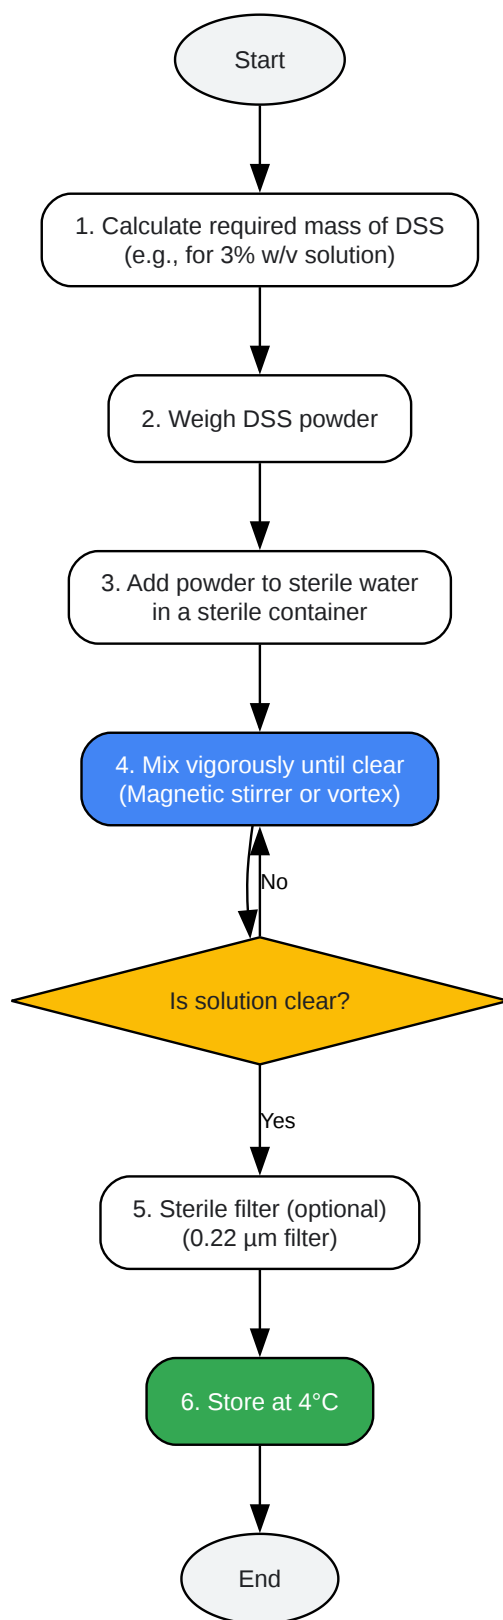 Start
1. Calculate required mass of DSS
(e.g., for 3% w/v solution)
2. Weigh DSS powder
3. Add powder to sterile water
in a sterile container
4. Mix vigorously until clear
(Magnetic stirrer or vortex)
No
Is solution clear?
Yes
5. Sterile filter (optional)
(0.22 µm filter)
6. Store at 4°C
End